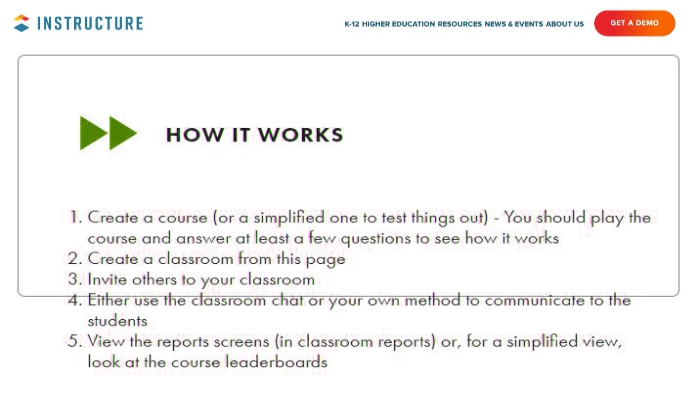 INSTRUCTURE
K-12 HIGHER EDUCATION RESOURCES NEWS & EVENTS ABOUT US
GET A DEMO
HOW IT WORKS
1. Create a course (or a simplified one to test things out) - You should play the
course and answer at least a few questions to see how it works
2. Create a classroom from this page
3. Invite others to your classroom
4. Either use the classroom chat or your own method to communicate to the
students
5. View the reports screens (in classroom reports) or, for a simplified view,
look at the course leaderboards